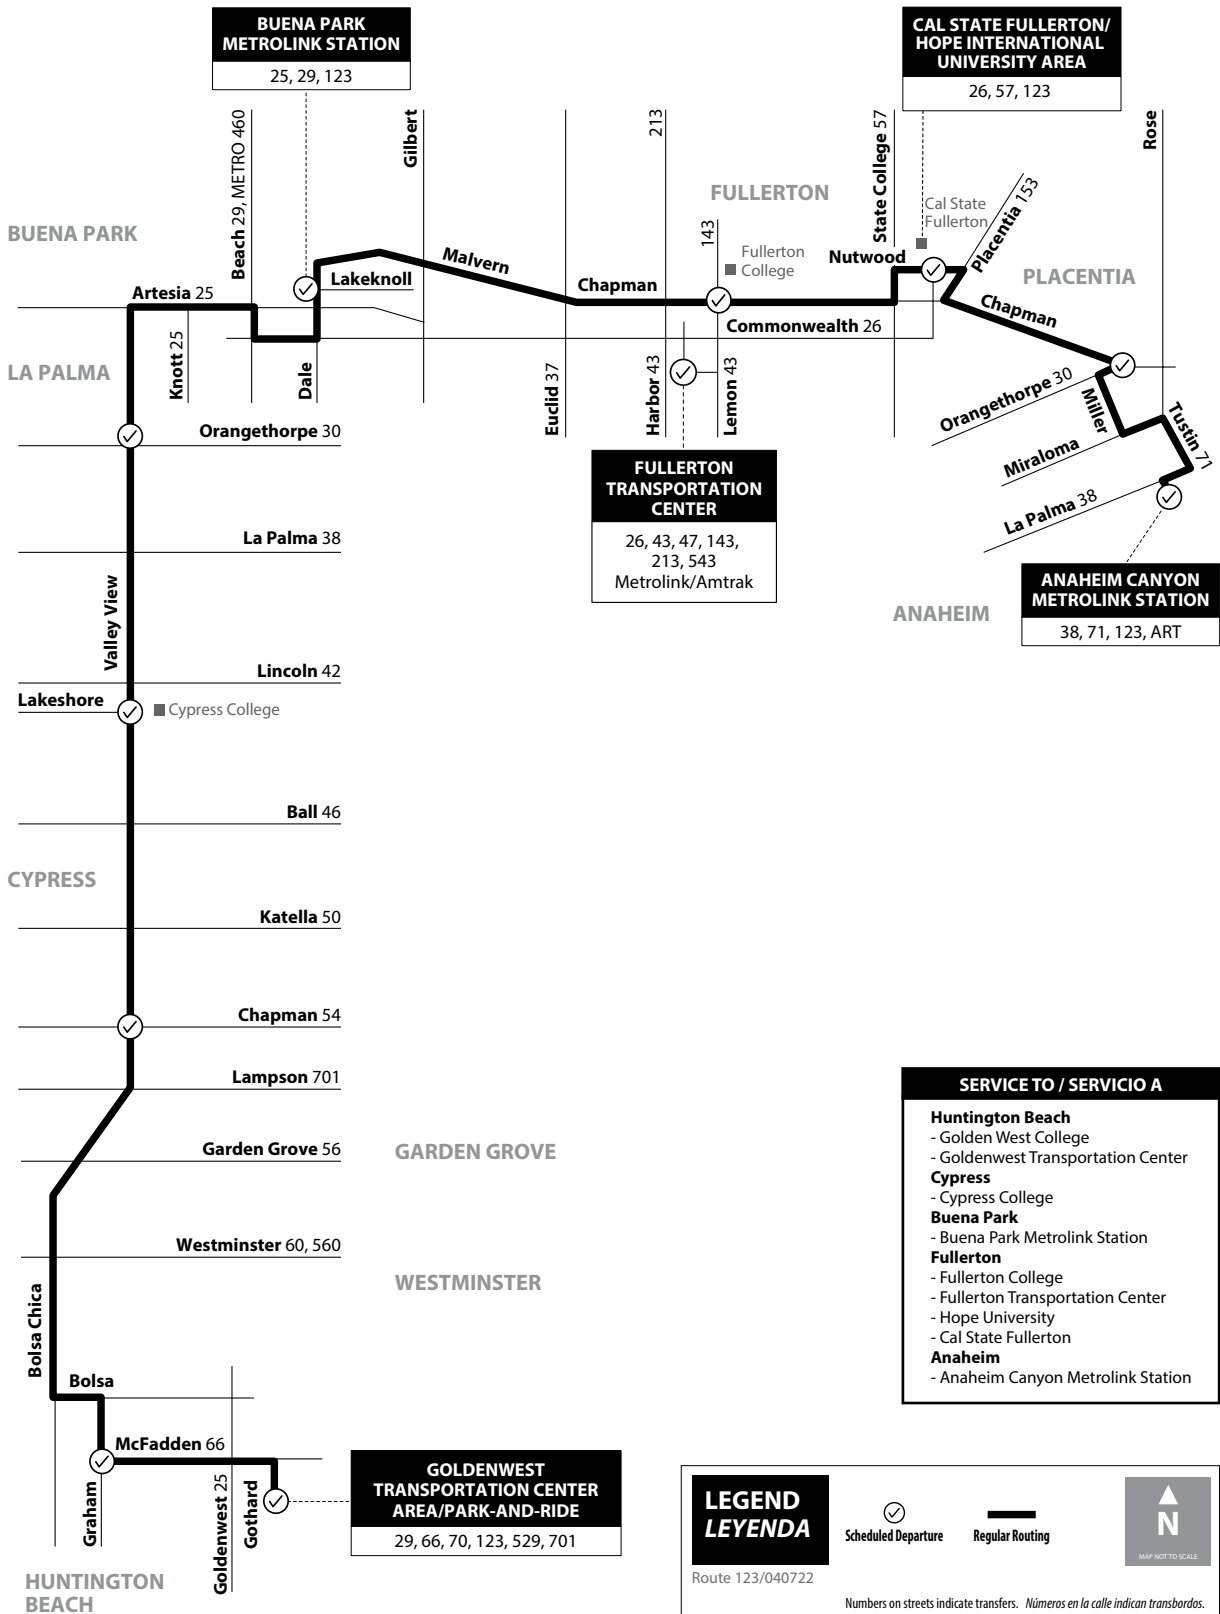 BUENA PARK
METROLINK STATION
25, 29, 123
CAL STATE FULLERTON/
HOPE INTERNATIONAL
UNIVERSITY AREA
26, 57, 123
Beach 29, METRO 460
Gilbert
213
State College 57
Rose
FULLERTON
143
Fullerton
College
Cal State
Fullerton
Placentia 153
BUENA PARK
Malvern
Nutwood
PLACENTIA
Lakeknoll
Artesia 25
Chapman
Chapman
Commonwealth 26
LA PALMA
Knott 25
Dale
Euclid 37
Harbor 43
Lemon 43
Orangethorpe 30
Miller
Tustin 71
Miraloma
La Palma 38
Orangethorpe 30
FULLERTON
TRANSPORTATION
CENTER
26, 43, 47, 143,
213, 543
Metrolink/Amtrak
La Palma 38
ANAHEIM CANYON
METROLINK STATION
38, 71, 123, ART
ANAHEIM
Valley View
Lincoln 42
Lakeshore
Cypress College
Ball 46
CYPRESS
Katella 50
Chapman 54
Lampson 701
Garden Grove 56
GARDEN GROVE
Westminster 60, 560
WESTMINSTER
Bolsa Chica
Bolsa
McFadden 66
Graham
Goldenwest 25
Gothard
GOLDENWEST
TRANSPORTATION CENTER
AREA/PARK-AND-RIDE
29, 66, 70, 123, 529, 701
HUNTINGTON
BEACH
SERVICE TO / SERVICIO A
Huntington Beach
- Golden West College
- Goldenwest Transportation Center
Cypress
- Cypress College
Buena Park
- Buena Park Metrolink Station
Fullerton
- Fullerton College
- Fullerton Transportation Center
- Hope University
- Cal State Fullerton
Anaheim
- Anaheim Canyon Metrolink Station
LEGEND
LEYENDA
Scheduled Departure
Regular Routing
N
MAP NOT TO SCALE
Route 123/040722
Numbers on streets indicate transfers. Números en la calle indican transbordos.